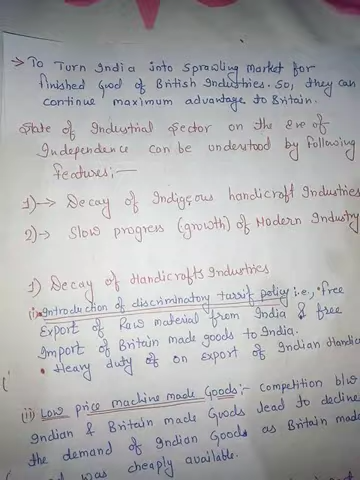 → To Turn India into Sprawling market for
finished Good of British Industries. So, they can
continue maximum advantage to Britain.
State of Industrial Sector on the Eve of
Independence can be understood by following
features:—
1)→ Decay of Indigenous handicraft Industries
2)→ Slow progress (growth) of Modern Industry
1) Decay of Handicrafts Industries
(i)•Introduction of discriminatory tarrif policy i.e., • free
Export of Raw material from India & free
Import of Britain made goods to India.
• Heavy duty of on export of Indian Handic
(ii) Low price machine made Goods:- Competition b/w
Indian & Britain made Goods lead to decline
the demand of Indian Goods as Britain made
was cheaply available.